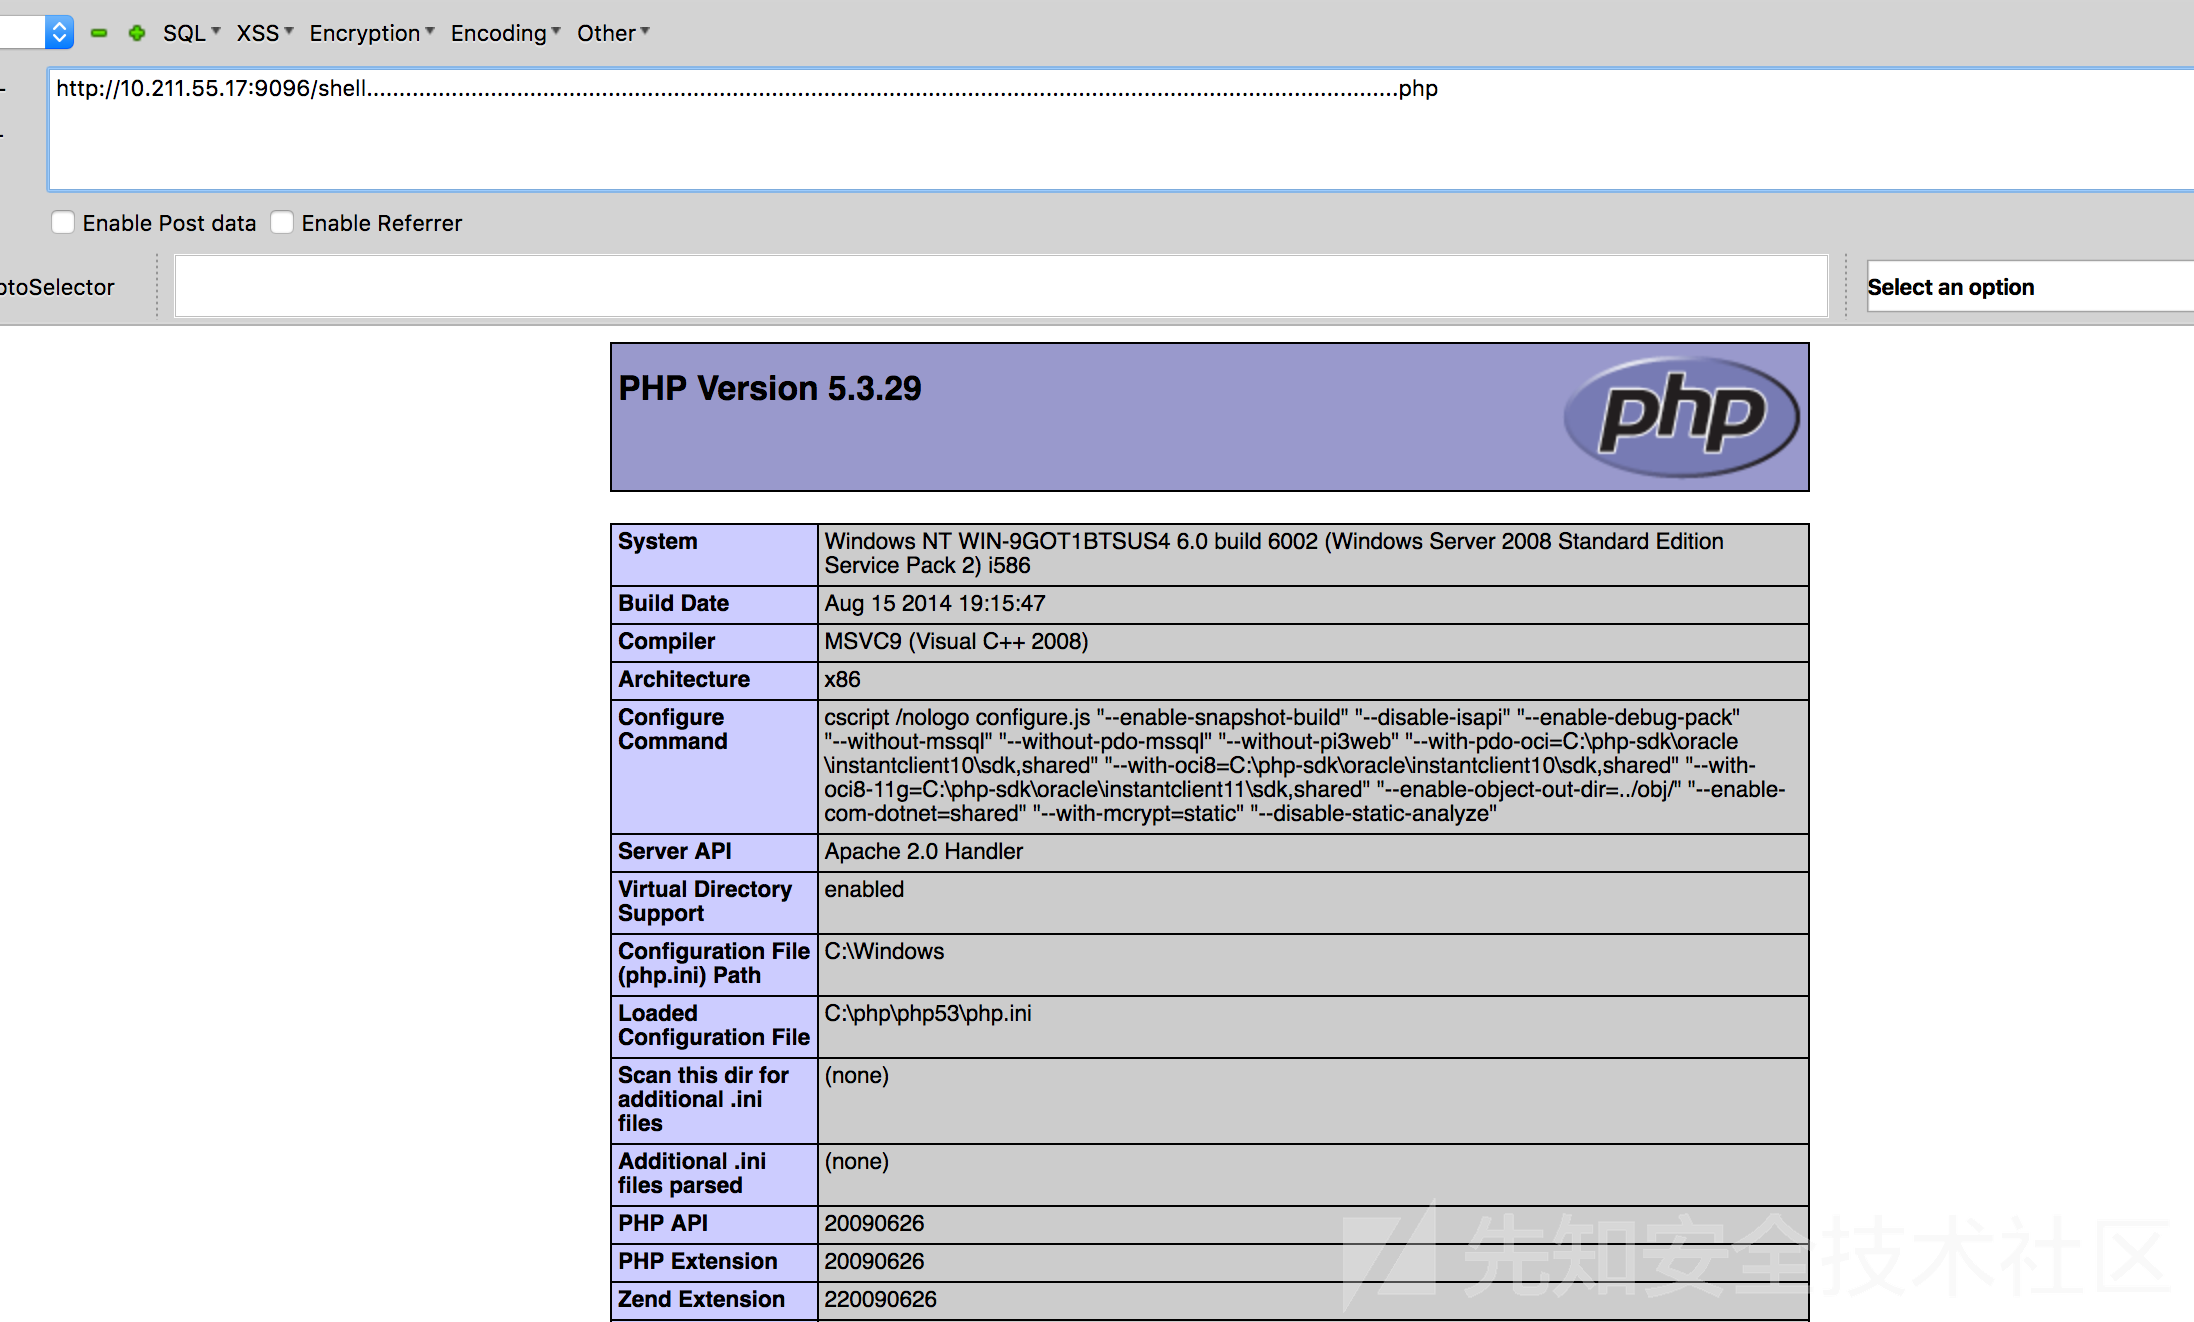 SQL XSS Encryption Encoding Other
http://10.211.55.17:9096/shell..............................................................................................................................................................php
Enable Post data Enable Referrer
otoSelector
Select an option
PHP Version 5.3.29
php
System
Windows NT WIN-9GOT1BTSUS4 6.0 build 6002 (Windows Server 2008 Standard Edition
Service Pack 2) i586
Build Date
Aug 15 2014 19:15:47
Compiler
MSVC9 (Visual C++ 2008)
Architecture
x86
Configure
Command
cscript /nologo configure.js "--enable-snapshot-build" "--disable-isapi" "--enable-debug-pack"
"--without-mssql" "--without-pdo-mssql" "--without-pi3web" "--with-pdo-oci=C:\php-sdk\oracle
\instantclient10\sdk,shared" "--with-oci8=C:\php-sdk\oracle\instantclient10\sdk,shared" "--with-
oci8-11g=C:\php-sdk\oracle\instantclient11\sdk,shared" "--enable-object-out-dir=../obj/" "--enable-
com-dotnet=shared" "--with-mcrypt=static" "--disable-static-analyze"
Server API
Apache 2.0 Handler
Virtual Directory
Support
enabled
Configuration File
(php.ini) Path
C:\Windows
Loaded
Configuration File
C:\php\php53\php.ini
Scan this dir for
additional .ini
files
(none)
Additional .ini
files parsed
(none)
PHP API
20090626
PHP Extension
20090626
Zend Extension
220090626
先知安全技术社区